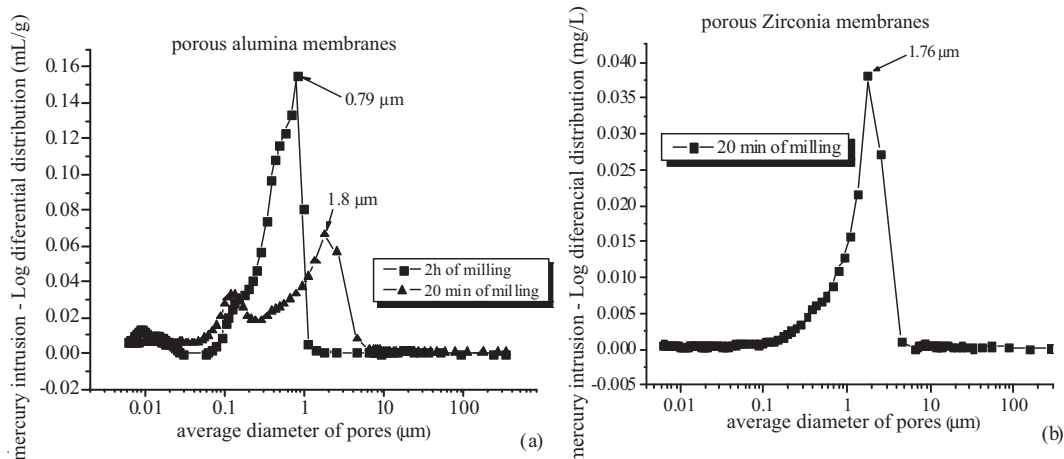 porous alumina membranes
mercury intrusion - Log diferential distribution (mL/g)
0.16
0.14
0.12
0.10
0.08
0.06
0.04
0.02
0.00
-0.02
0.79 µm
1.8 µm
2h of milling
20 min of milling
0.01
0.1
1
10
100
average diameter of pores (µm)
(a)
porous Zirconia membranes
mercury intrusion - Log diferencial distribution (mg/L)
0.040
0.035
0.030
0.025
0.020
0.015
0.010
0.005
0.000
-0.005
1.76 µm
20 min of milling
0.01
0.1
1
10
100
average diameter of pores (µm)
(b)